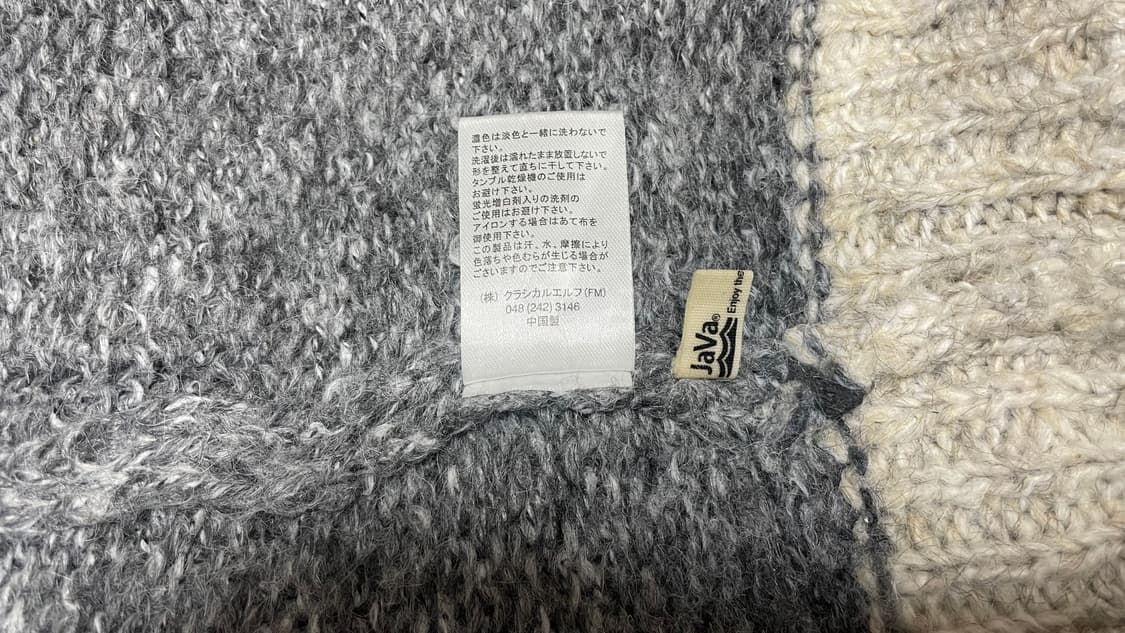 濃色は淡色と一緒に洗わないで
下さい。
洗濯後は濡れたまま放置しないで
形を整えて直ちに干して下さい。
タンブル乾燥機のご使用は
お避け下さい。
蛍光増白剤入りの洗剤の
ご使用はお避け下さい。
アイロンする場合はあて布を
御使用下さい。
この製品は汗、水、摩擦により
色落ちや色むらが生じる場合が
ございますのでご注意下さい。
(株) クラシカルエルフ(FM)
048 (242) 3146
中国製
JaVa®
Enjoy the